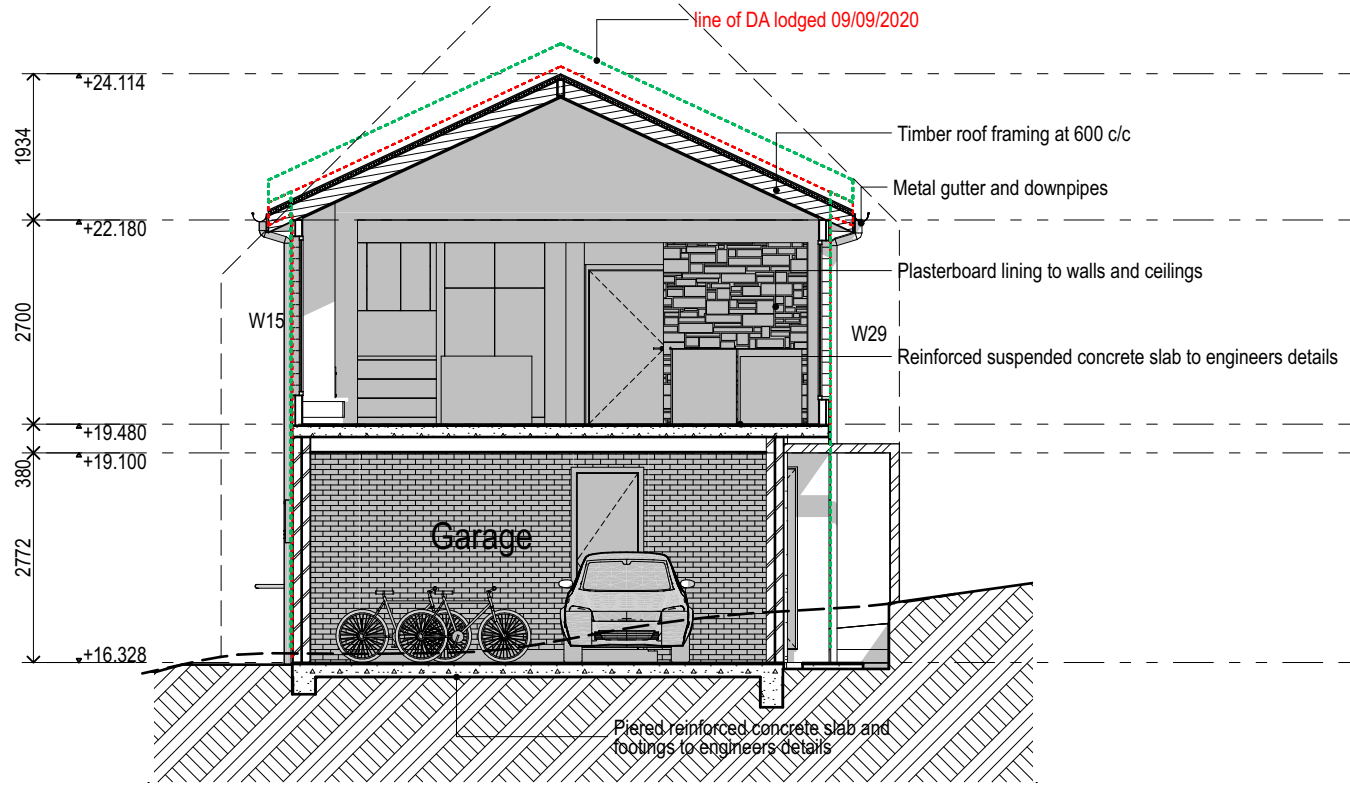 line of DA lodged 09/09/2020
+24.114
1934
Timber roof framing at 600 c/c
Metal gutter and downpipes
+22.180
2700
Plasterboard lining to walls and ceilings
W15
W29
Reinforced suspended concrete slab to engineers details
+19.480
380
+19.100
Garage
2772
+16.328
Piered reinforced concrete slab and
footings to engineers details